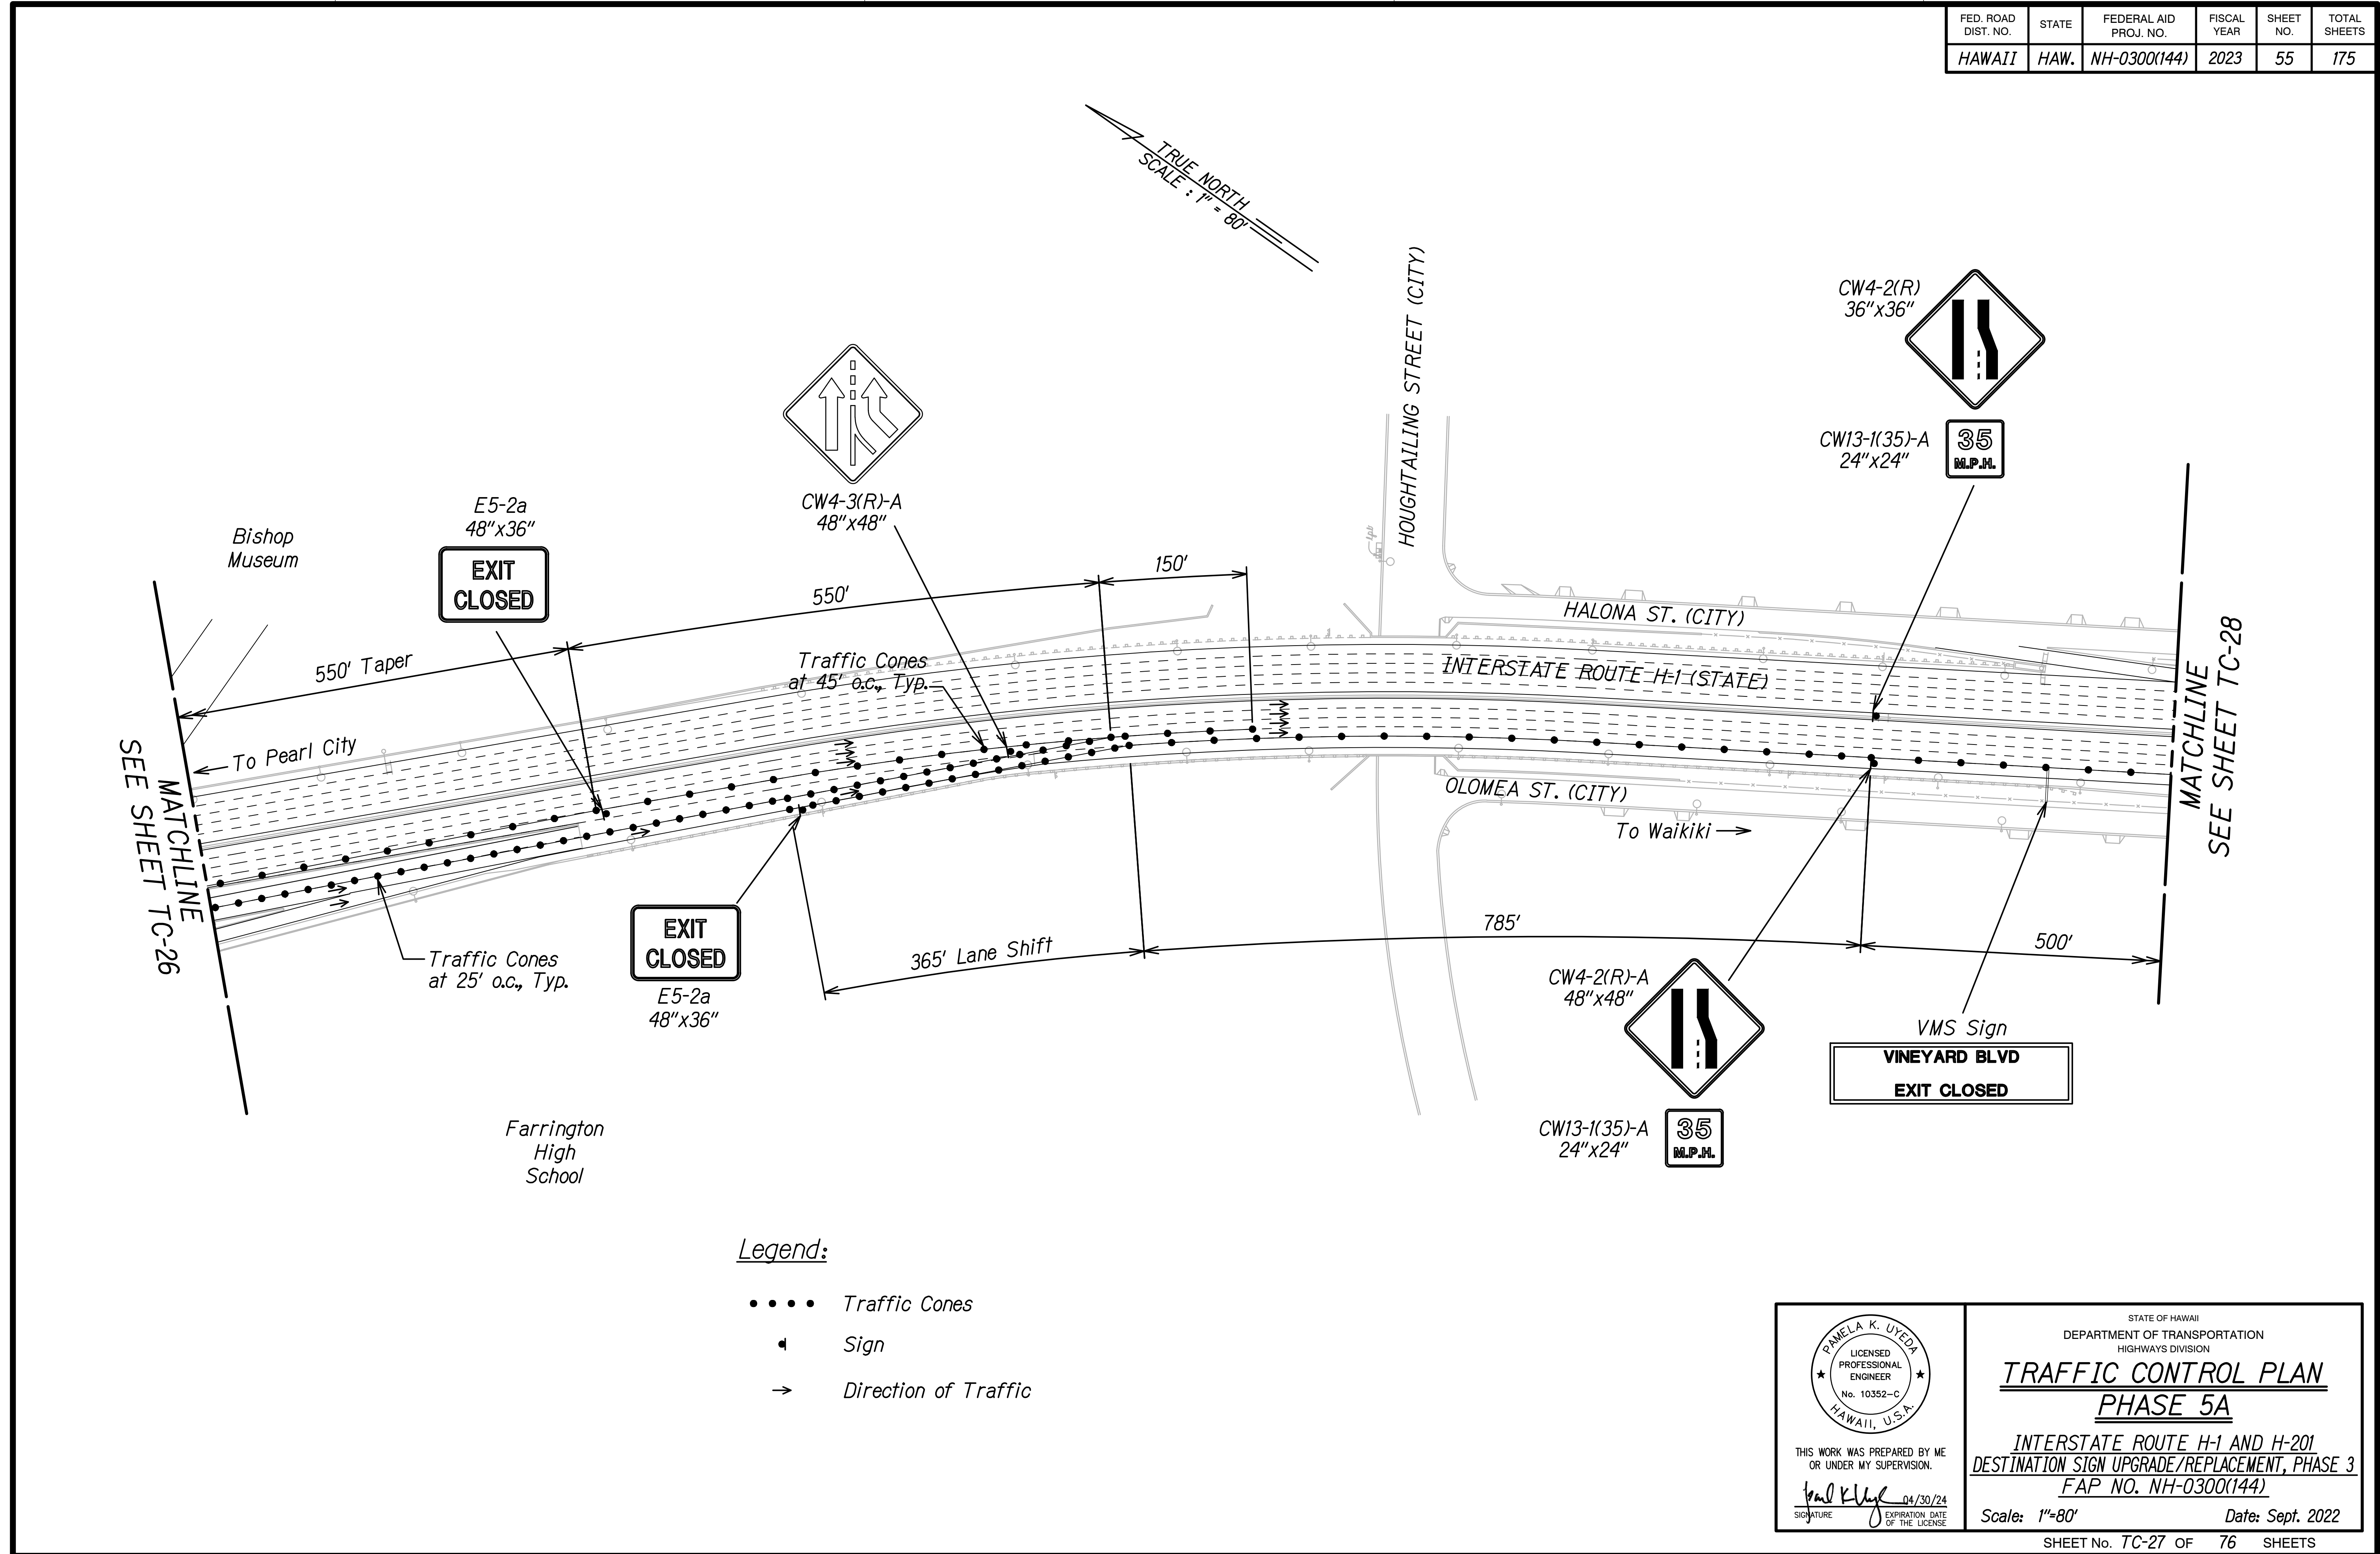 FED. ROAD DIST. NO.
STATE
FEDERAL AID PROJ. NO.
FISCAL YEAR
SHEET NO.
TOTAL SHEETS
HAWAII
HAW.
NH-0300(144)
2023
55
175
TRUE NORTH
SCALE : 1" = 80'
HOUGHTAILING STREET (CITY)
CW4-2(R)
36"x36"
CW13-1(35)-A
24"x24"
35
M.P.H.
CW4-3(R)-A
48"x48"
E5-2a
48"x36"
EXIT
CLOSED
Bishop
Museum
550' Taper
550'
150'
Traffic Cones
at 45' o.c., Typ.
HALONA ST. (CITY)
INTERSTATE ROUTE H-1 (STATE)
To Pearl City
MATCHLINE
SEE SHEET TC-26
MATCHLINE
SEE SHEET TC-28
OLOMEA ST. (CITY)
To Waikiki
Traffic Cones
at 25' o.c., Typ.
EXIT
CLOSED
E5-2a
48"x36"
365' Lane Shift
785'
500'
CW4-2(R)-A
48"x48"
CW13-1(35)-A
24"x24"
35
M.P.H.
VMS Sign
VINEYARD BLVD
EXIT CLOSED
Farrington
High
School
Legend:
Traffic Cones
Sign
Direction of Traffic
PAMELA K. UYEDA
LICENSED
PROFESSIONAL
ENGINEER
No. 10352-C
HAWAII, U.S.A.
THIS WORK WAS PREPARED BY ME
OR UNDER MY SUPERVISION.
04/30/24
SIGNATURE
EXPIRATION DATE
OF THE LICENSE
STATE OF HAWAII
DEPARTMENT OF TRANSPORTATION
HIGHWAYS DIVISION
TRAFFIC CONTROL PLAN
PHASE 5A
INTERSTATE ROUTE H-1 AND H-201
DESTINATION SIGN UPGRADE/REPLACEMENT, PHASE 3
FAP NO. NH-0300(144)
Scale: 1"=80'
Date: Sept. 2022
SHEET No. TC-27 OF 76 SHEETS